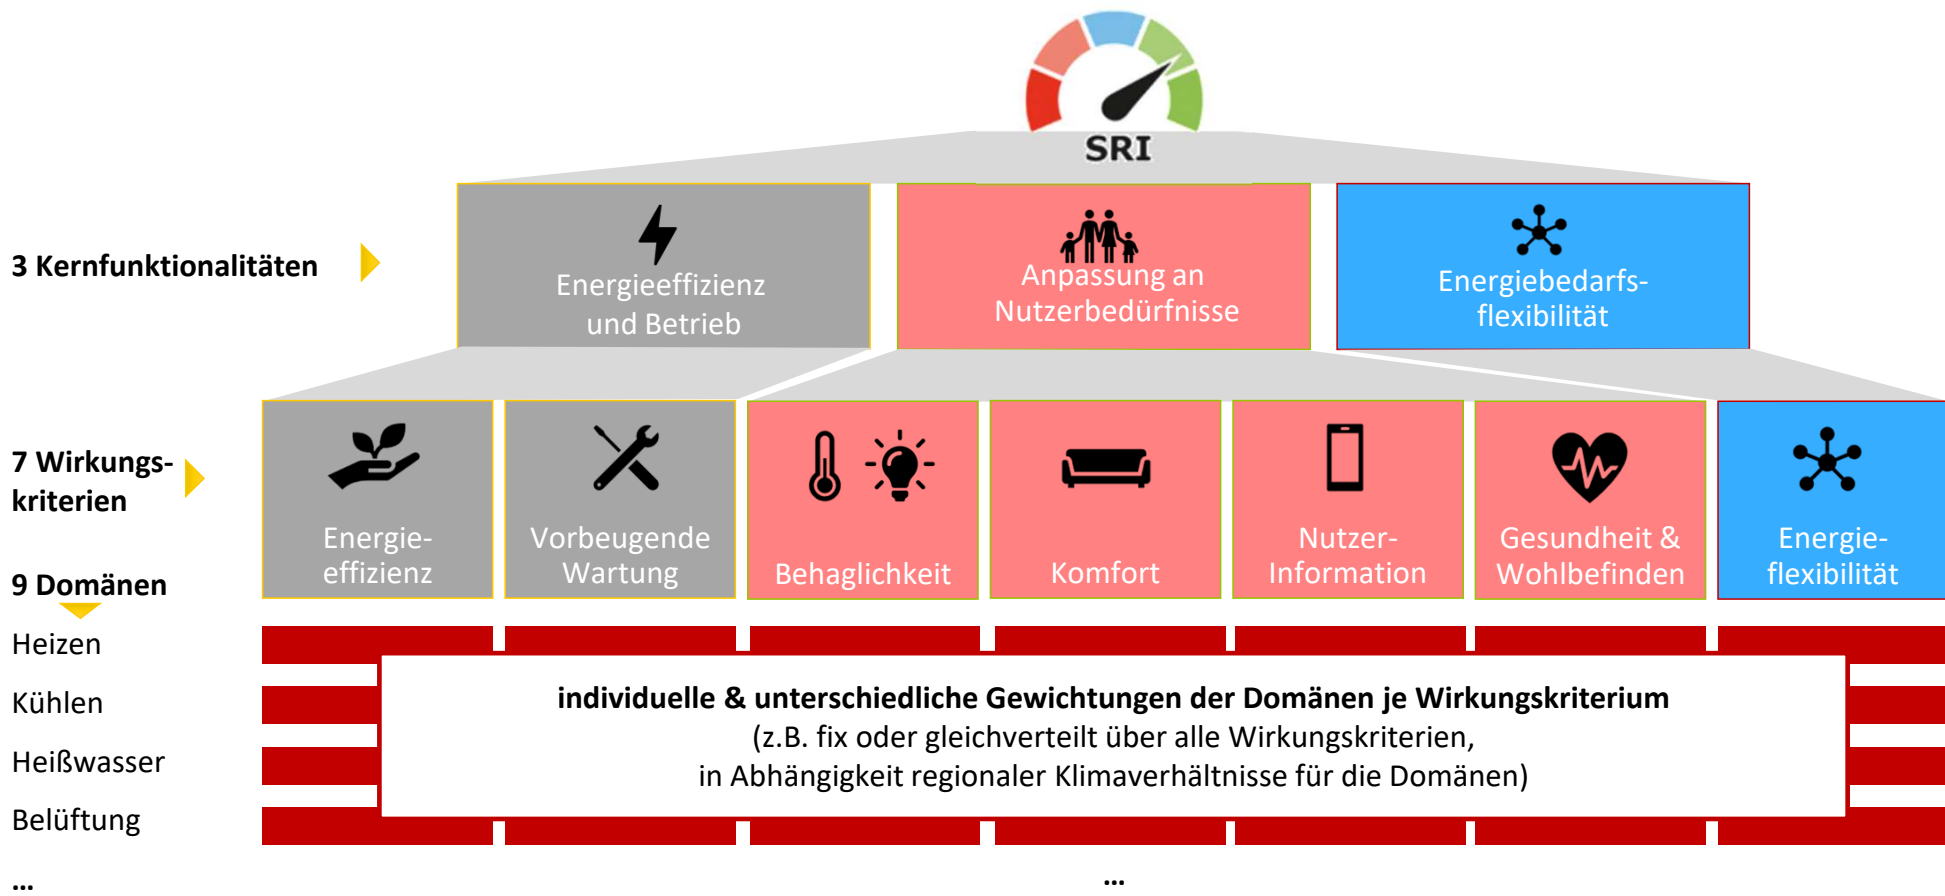 SRI
3 Kernfunktionalitäten
Energieeffizienz
und Betrieb
Anpassung an
Nutzerbedürfnisse
Energiebedarfs-
flexibilität
7 Wirkungs-
kriterien
Energie-
effizienz
Vorbeugende
Wartung
Behaglichkeit
Komfort
Nutzer-
Information
Gesundheit &
Wohlbefinden
Energie-
flexibilität
9 Domänen
Heizen
Kühlen
Heißwasser
Belüftung
...
individuelle & unterschiedliche Gewichtungen der Domänen je Wirkungskriterium
(z.B. fix oder gleichverteilt über alle Wirkungskriterien,
in Abhängigkeit regionaler Klimaverhältnisse für die Domänen)
...